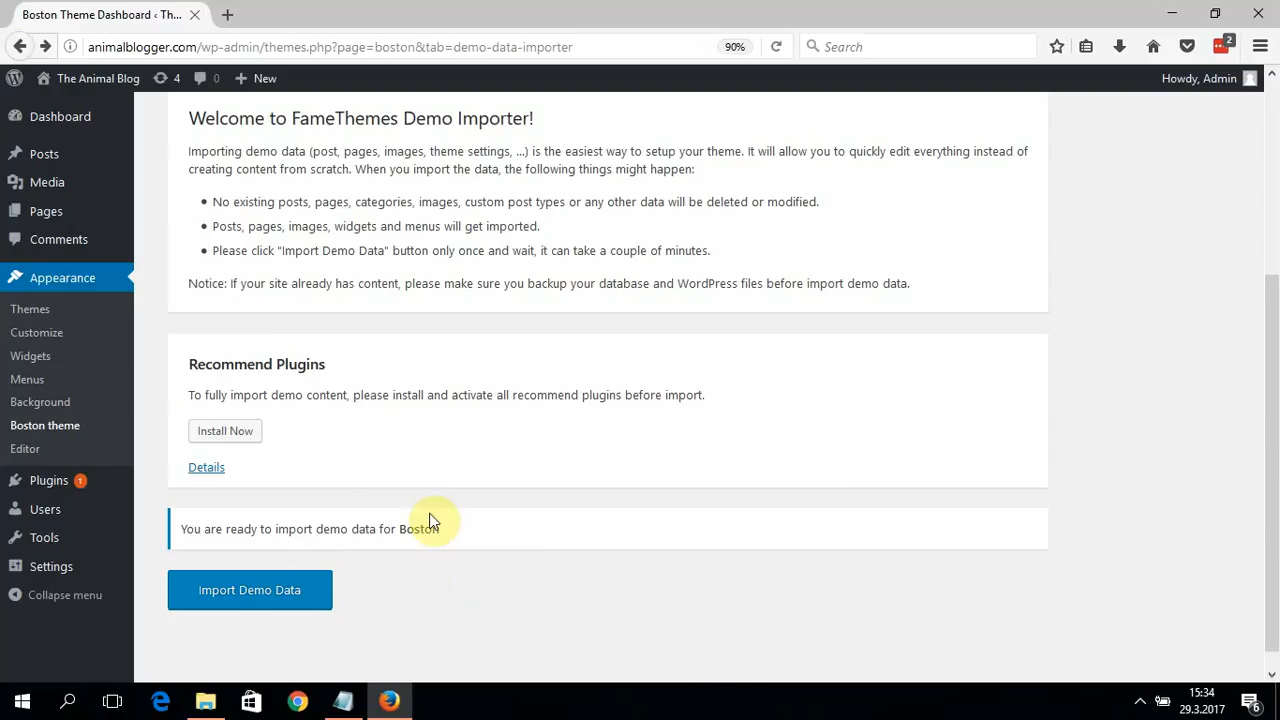 Boston Theme Dashboard ‹ Th...
animalblogger.com/wp-admin/themes.php?page=boston&tab=demo-data-importer
90%
Search
2
The Animal Blog
4
0
New
Howdy, Admin
Dashboard
Posts
Media
Pages
Comments
Appearance
Themes
Customize
Widgets
Menus
Background
Boston theme
Editor
Plugins 1
Users
Tools
Settings
Collapse menu
Welcome to FameThemes Demo Importer!
Importing demo data (post, pages, images, theme settings, ...) is the easiest way to setup your theme. It will allow you to quickly edit everything instead of
creating content from scratch. When you import the data, the following things might happen:
No existing posts, pages, categories, images, custom post types or any other data will be deleted or modified.
Posts, pages, images, widgets and menus will get imported.
Please click "Import Demo Data" button only once and wait, it can take a couple of minutes.
Notice: If your site already has content, please make sure you backup your database and WordPress files before import demo data.
Recommend Plugins
To fully import demo content, please install and activate all recommend plugins before import.
Install Now
Details
You are ready to import demo data for Boston
Import Demo Data
15:34
29.3.2017
6